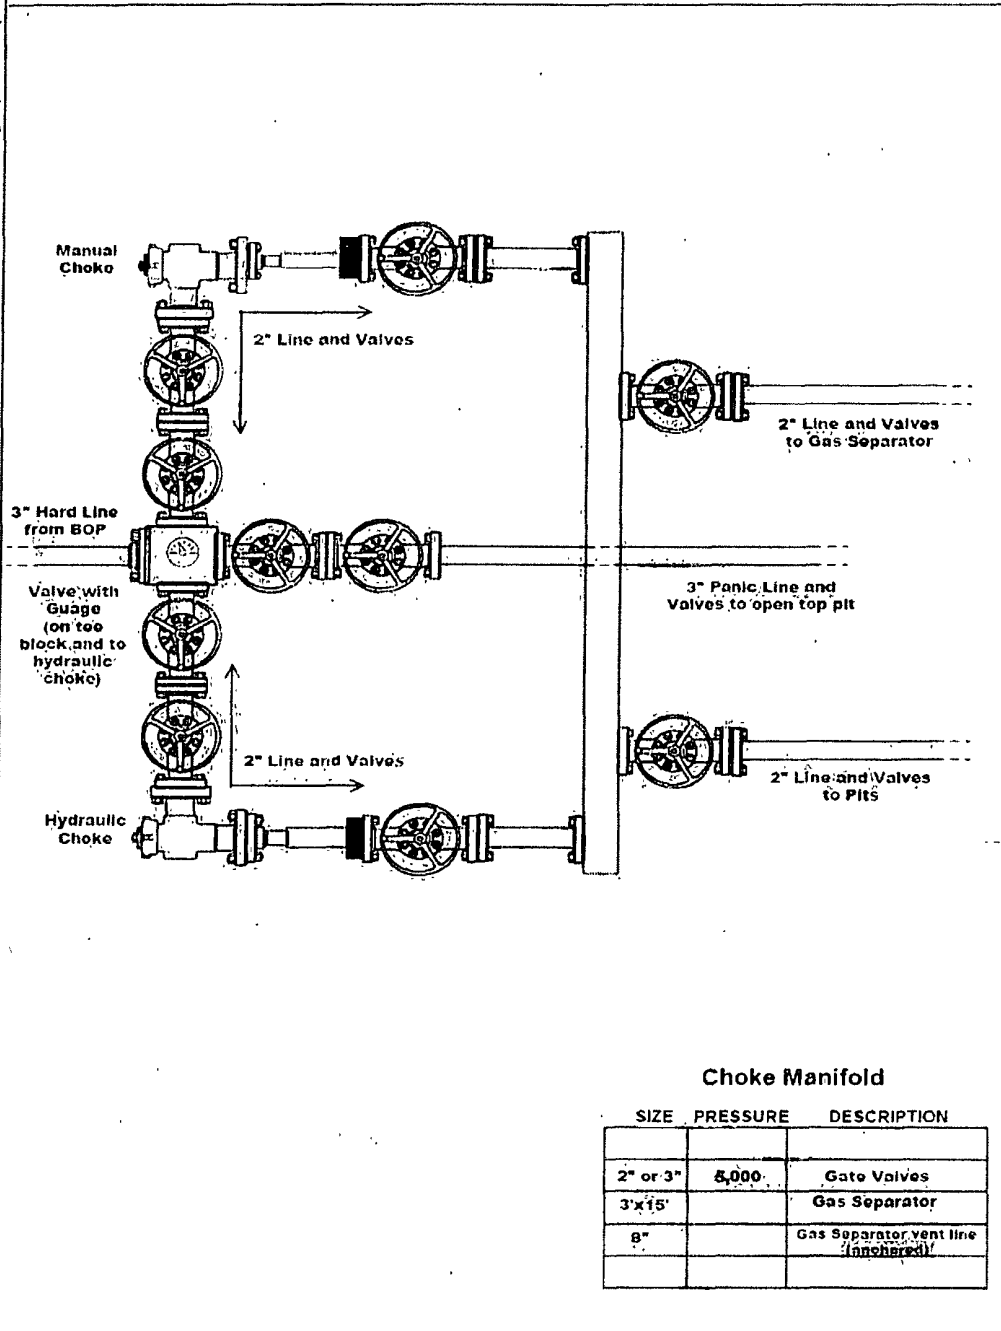 Manual
Choke
2" Line and Valves
2" Line and Valves
to Gas Separator
3" Hard Line
from BOP
3" Panic Line and
Valves to open top pit
Valve with
Guage
(on tee
block and to
hydraulic
choke)
2" Line and Valves
2" Line and Valves
to Pits
Hydraulic
Choke
Choke Manifold
SIZE PRESSURE DESCRIPTION
2" or 3" 5,000 Gate Valves
3'x15' Gas Separator
8" Gas Separator vent line
(anchored)